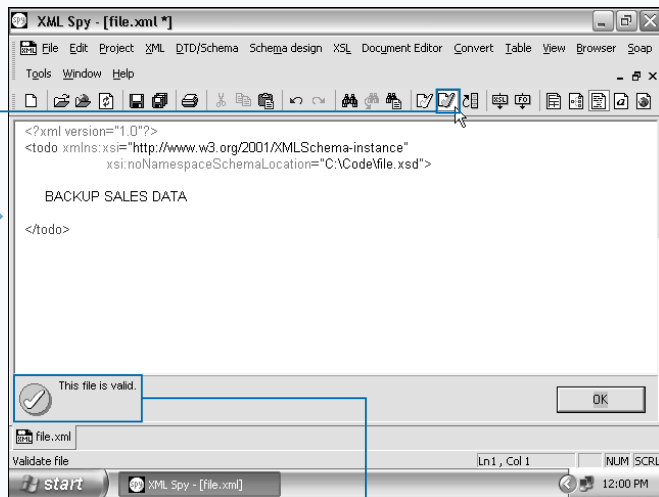 XML Spy - [file.xml *]
File Edit Project XML DTD/Schema Schema design XSL Document Editor Convert Table View Browser Soap
Tools Window Help
<?xml version="1.0"?>
<todo xmlns:xsi="http://www.w3.org/2001/XMLSchema-instance"
xsi:noNamespaceSchemaLocation="C:\Code\file.xsd">
BACKUP SALES DATA
</todo>
This file is valid.
OK
file.xml
Validate file
Ln1, Col 1
NUM SCRL
start
XML Spy - [file.xml]
12:00 PM